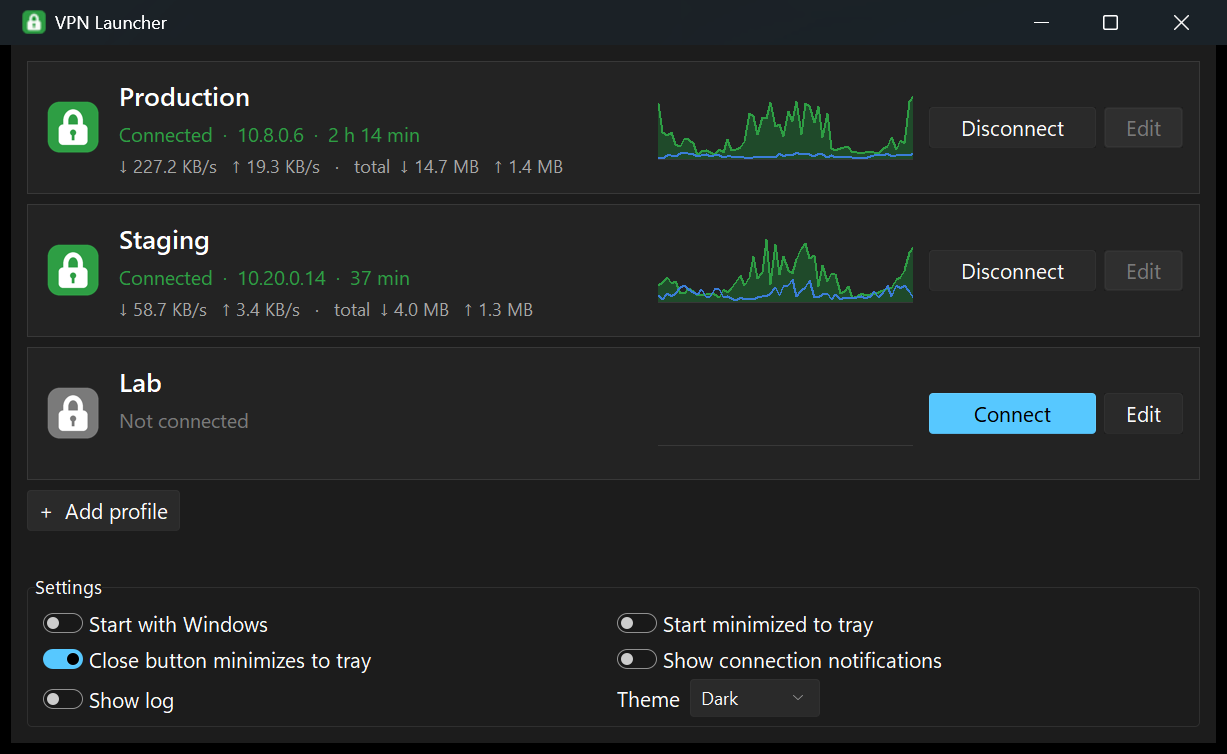 VPN Launcher
Production
Connected · 10.8.0.6 · 2 h 14 min
↓ 227.2 KB/s ↑ 19.3 KB/s · total ↓ 14.7 MB ↑ 1.4 MB
Disconnect
Edit
Staging
Connected · 10.20.0.14 · 37 min
↓ 58.7 KB/s ↑ 3.4 KB/s · total ↓ 4.0 MB ↑ 1.3 MB
Disconnect
Edit
Lab
Not connected
Connect
Edit
+ Add profile
Settings
Start with Windows
Start minimized to tray
Close button minimizes to tray
Show connection notifications
Show log
Theme Dark